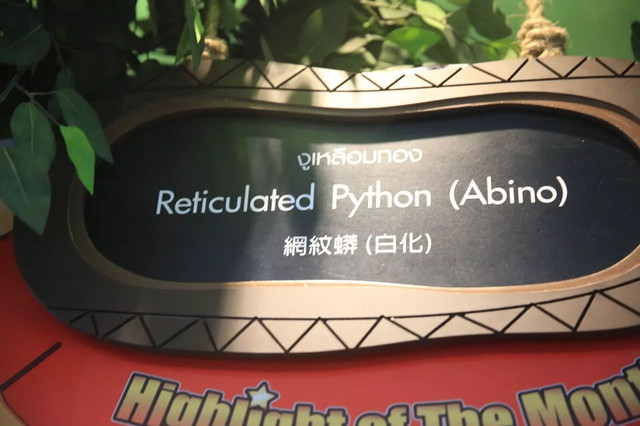 งูเหลือมทอง
Reticulated Python (Abino)
網紋蟒 (白化)
Highlight of The Mont